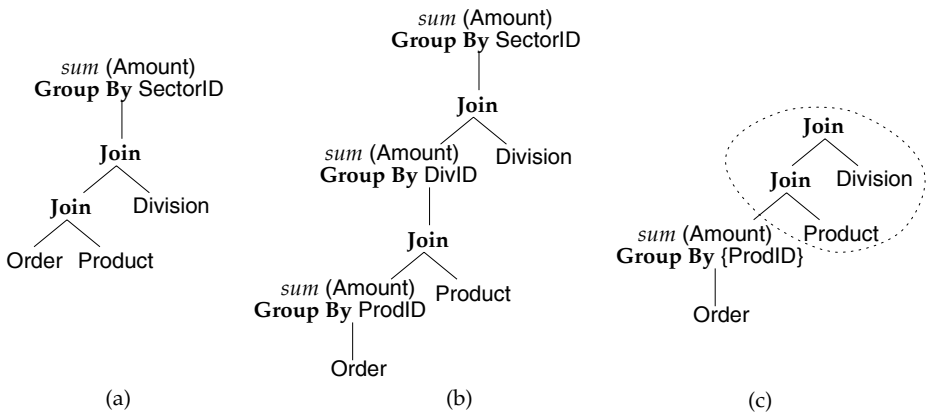 sum (Amount)
Group By SectorID
Join
Join Division
Order Product
(a)
sum (Amount)
Group By SectorID
Join
sum (Amount) Division
Group By DivID
Join
sum (Amount) Product
Group By ProdID
Order
(b)
Join
Join Division
sum (Amount) Product
Group By {ProdID}
Order
(c)